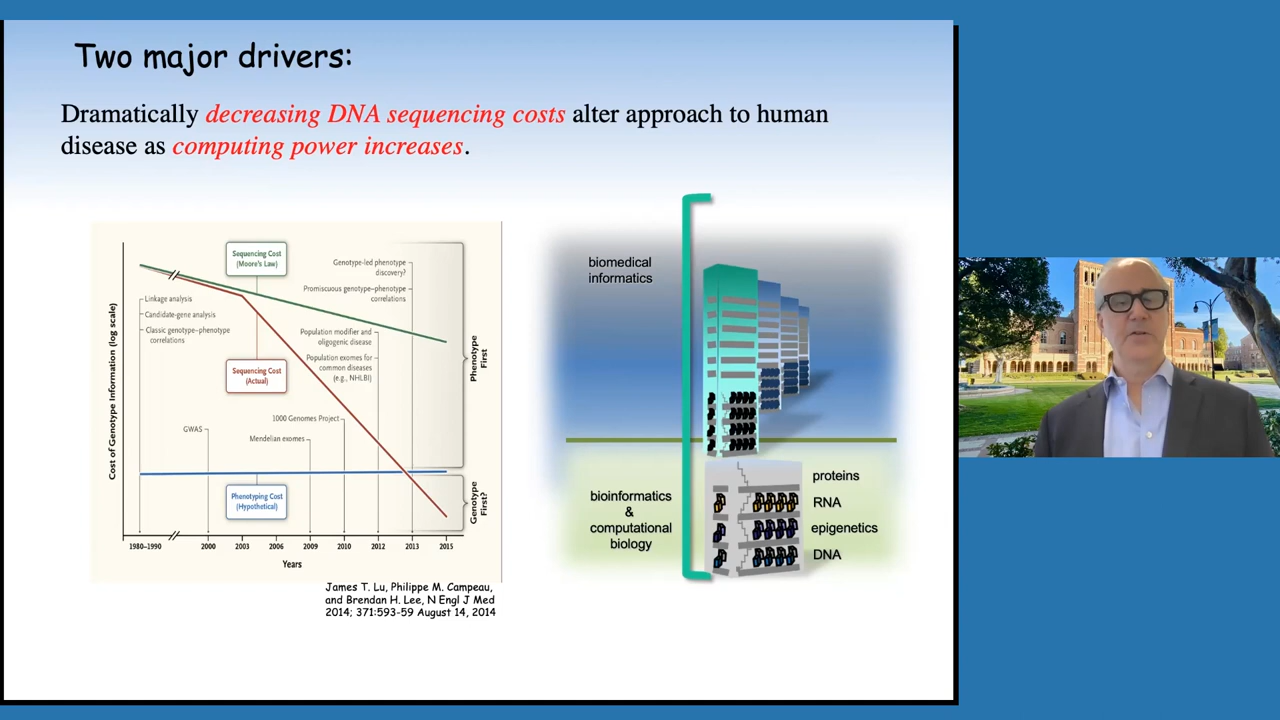 Two major drivers:
Dramatically decreasing DNA sequencing costs alter approach to human
disease as computing power increases.
Sequencing Cost
(Moore's Law)
Genotype-led phenotype
discovery?
Promiscuous genotype–phenotype
correlations
Linkage analysis
Candidate-gene analysis
Classic genotype–phenotype
correlations
Population modifier and
oligogenic disease
Population exomes for
common diseases
(e.g., NHLBI)
Sequencing Cost
(Actual)
1000 Genomes Project
GWAS
Mendelian exomes
Phenotyping Cost
(Hypothetical)
Cost of Genotype Information (log scale)
Phenotype
First
Genotype
First?
1980–1990 2000 2003 2006 2009 2010 2012 2013 2015
Years
James T. Lu, Philippe M. Campeau,
and Brendan H. Lee, N Engl J Med
2014; 371:593-59 August 14, 2014
biomedical
informatics
bioinformatics
&
computational
biology
proteins
RNA
epigenetics
DNA